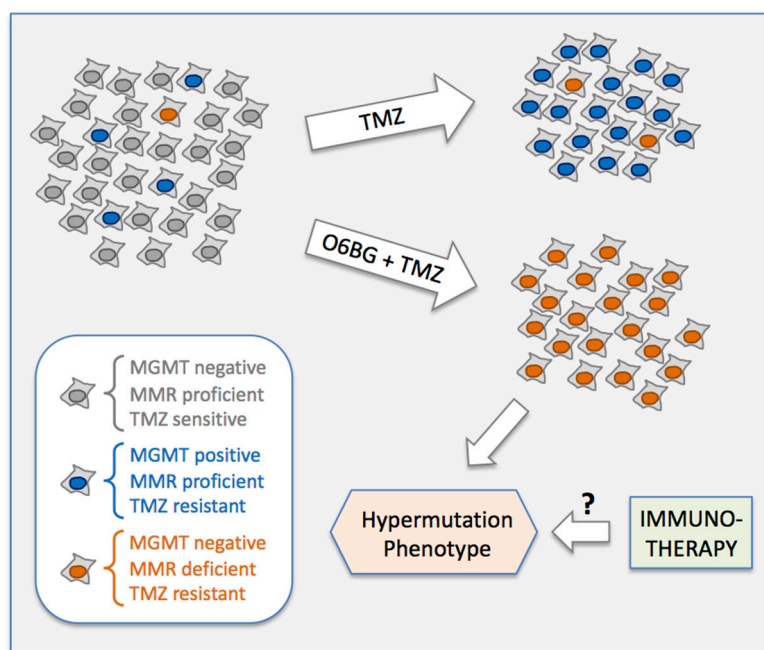 TMZ
O6BG + TMZ
MGMT negative
MMR proficient
TMZ sensitive
MGMT positive
MMR proficient
TMZ resistant
MGMT negative
MMR deficient
TMZ resistant
Hypermutation
Phenotype
?
IMMUNO-
THERAPY